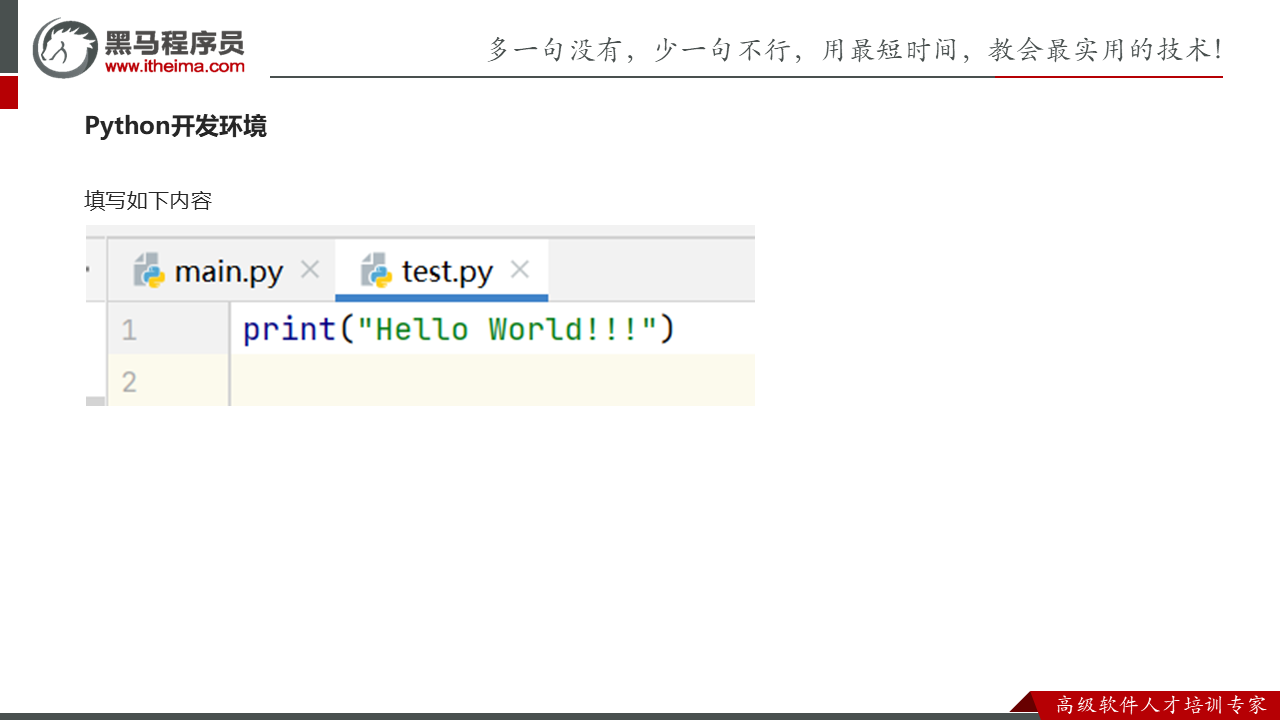 黑马程序员
www.itheima.com
多一句没有，少一句不行，用最短时间，教会最实用的技术！
Python开发环境
填写如下内容
main.py test.py
1 print("Hello World!!!")
2
高级软件人才培训专家